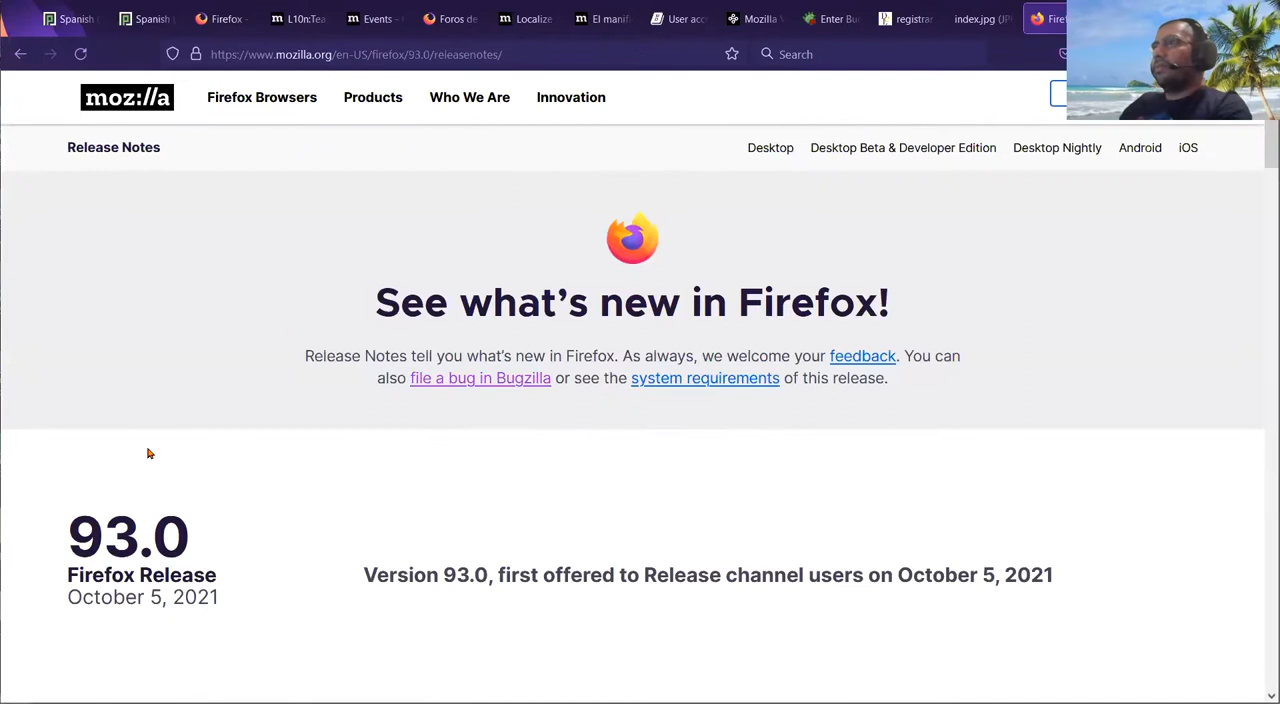 Spanish
Spanish
Firefox
L10n:Tea
Events -
Foros de
Localize
El manif
User acc
Mozilla
Enter Bu
registrar
index.jpg (JP
Fire
https://www.mozilla.org/en-US/firefox/93.0/releasenotes/
Search
moz://a
Firefox Browsers
Products
Who We Are
Innovation
Release Notes
Desktop
Desktop Beta & Developer Edition
Desktop Nightly
Android
iOS
See what's new in Firefox!
Release Notes tell you what's new in Firefox. As always, we welcome your feedback. You can
also file a bug in Bugzilla or see the system requirements of this release.
93.0
Firefox Release
October 5, 2021
Version 93.0, first offered to Release channel users on October 5, 2021